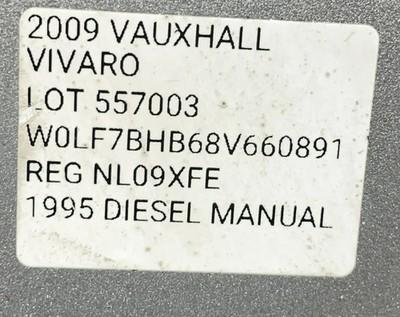 2009 VAUXHALL
VIVARO
LOT 557003
W0LF7BHB68V660891
REG NL09XFE
1995 DIESEL MANUAL